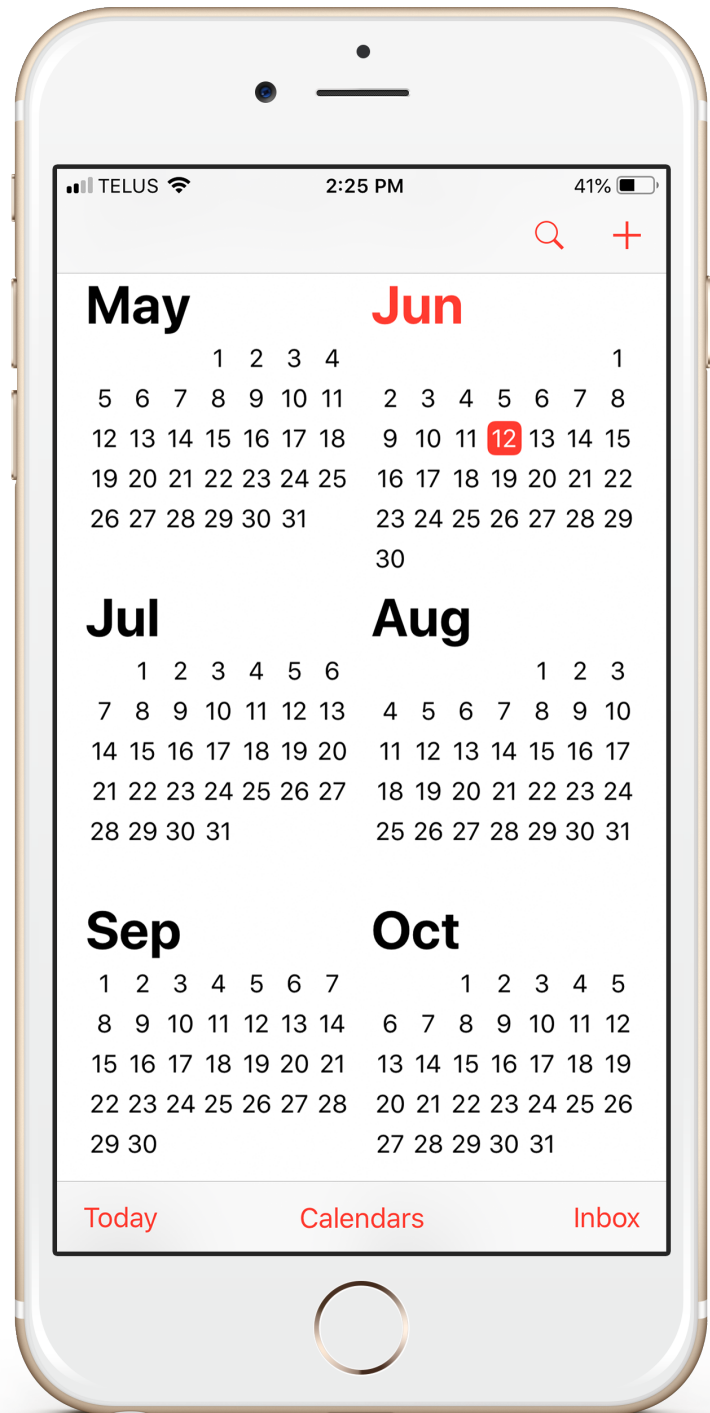 TELUS 2:25 PM 41%
May
1 2 3 4
5 6 7 8 9 10 11
12 13 14 15 16 17 18
19 20 21 22 23 24 25
26 27 28 29 30 31
Jun
1
2 3 4 5 6 7 8
9 10 11 12 13 14 15
16 17 18 19 20 21 22
23 24 25 26 27 28 29
30
Jul
1 2 3 4 5 6
7 8 9 10 11 12 13
14 15 16 17 18 19 20
21 22 23 24 25 26 27
28 29 30 31
Aug
1 2 3
4 5 6 7 8 9 10
11 12 13 14 15 16 17
18 19 20 21 22 23 24
25 26 27 28 29 30 31
Sep
1 2 3 4 5 6 7
8 9 10 11 12 13 14
15 16 17 18 19 20 21
22 23 24 25 26 27 28
29 30
Oct
1 2 3 4 5
6 7 8 9 10 11 12
13 14 15 16 17 18 19
20 21 22 23 24 25 26
27 28 29 30 31
Today Calendars Inbox